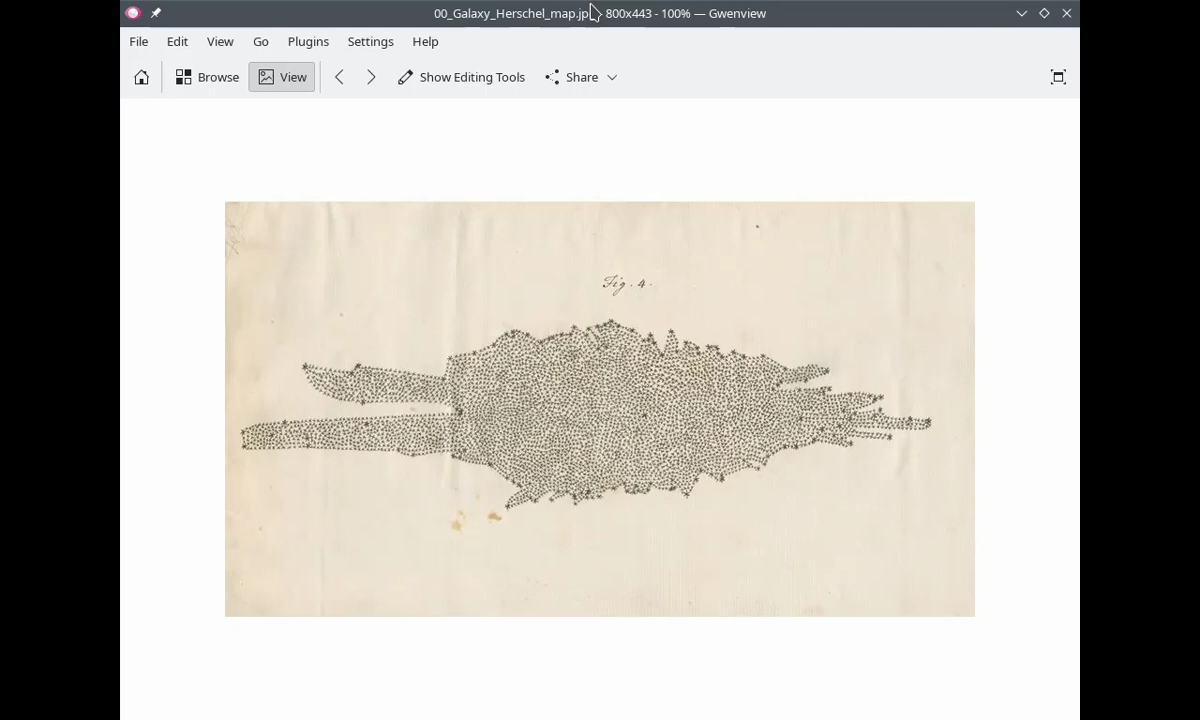 00_Galaxy_Herschel_map.jp 800x443 - 100% — Gwenview
File Edit View Go Plugins Settings Help
Browse View Show Editing Tools Share
Fig. 4.